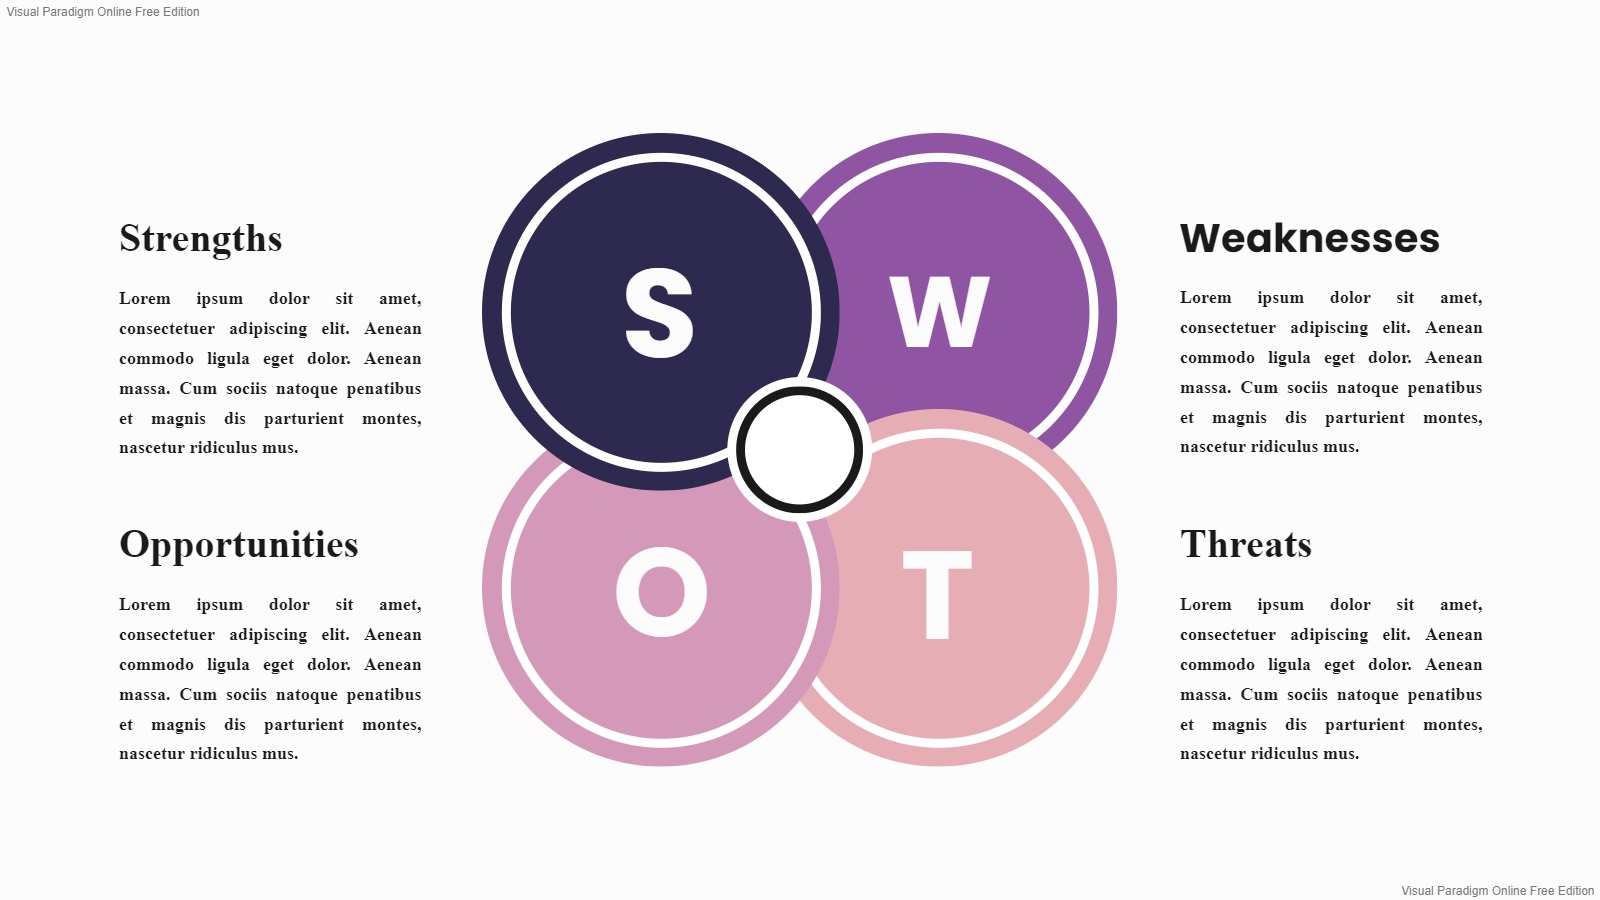 Visual Paradigm Online Free Edition
Strengths
Lorem ipsum dolor sit amet,
consectetuer adipiscing elit. Aenean
commodo ligula eget dolor. Aenean
massa. Cum sociis natoque penatibus
et magnis dis parturient montes,
nascetur ridiculus mus.
Opportunities
Lorem ipsum dolor sit amet,
consectetuer adipiscing elit. Aenean
commodo ligula eget dolor. Aenean
massa. Cum sociis natoque penatibus
et magnis dis parturient montes,
nascetur ridiculus mus.
S
W
O
T
Weaknesses
Lorem ipsum dolor sit amet,
consectetuer adipiscing elit. Aenean
commodo ligula eget dolor. Aenean
massa. Cum sociis natoque penatibus
et magnis dis parturient montes,
nascetur ridiculus mus.
Threats
Lorem ipsum dolor sit amet,
consectetuer adipiscing elit. Aenean
commodo ligula eget dolor. Aenean
massa. Cum sociis natoque penatibus
et magnis dis parturient montes,
nascetur ridiculus mus.
Visual Paradigm Online Free Edition